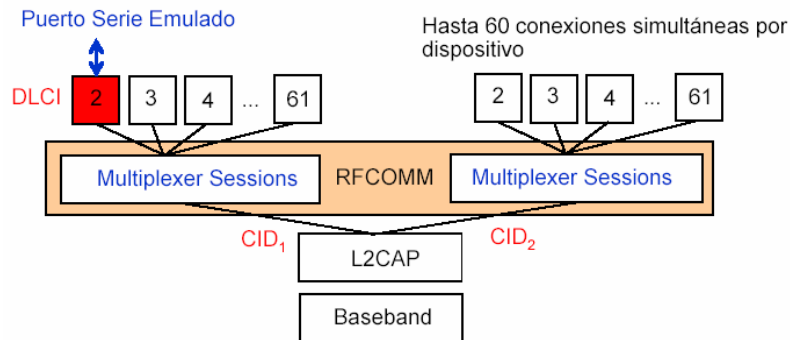 Puerto Serie Emulado
Hasta 60 conexiones simultáneas por
dispositivo
DLCI 2 3 4 ... 61
2 3 4 ... 61
Multiplexer Sessions RFCOMM Multiplexer Sessions
CID1 CID2
L2CAP
Baseband